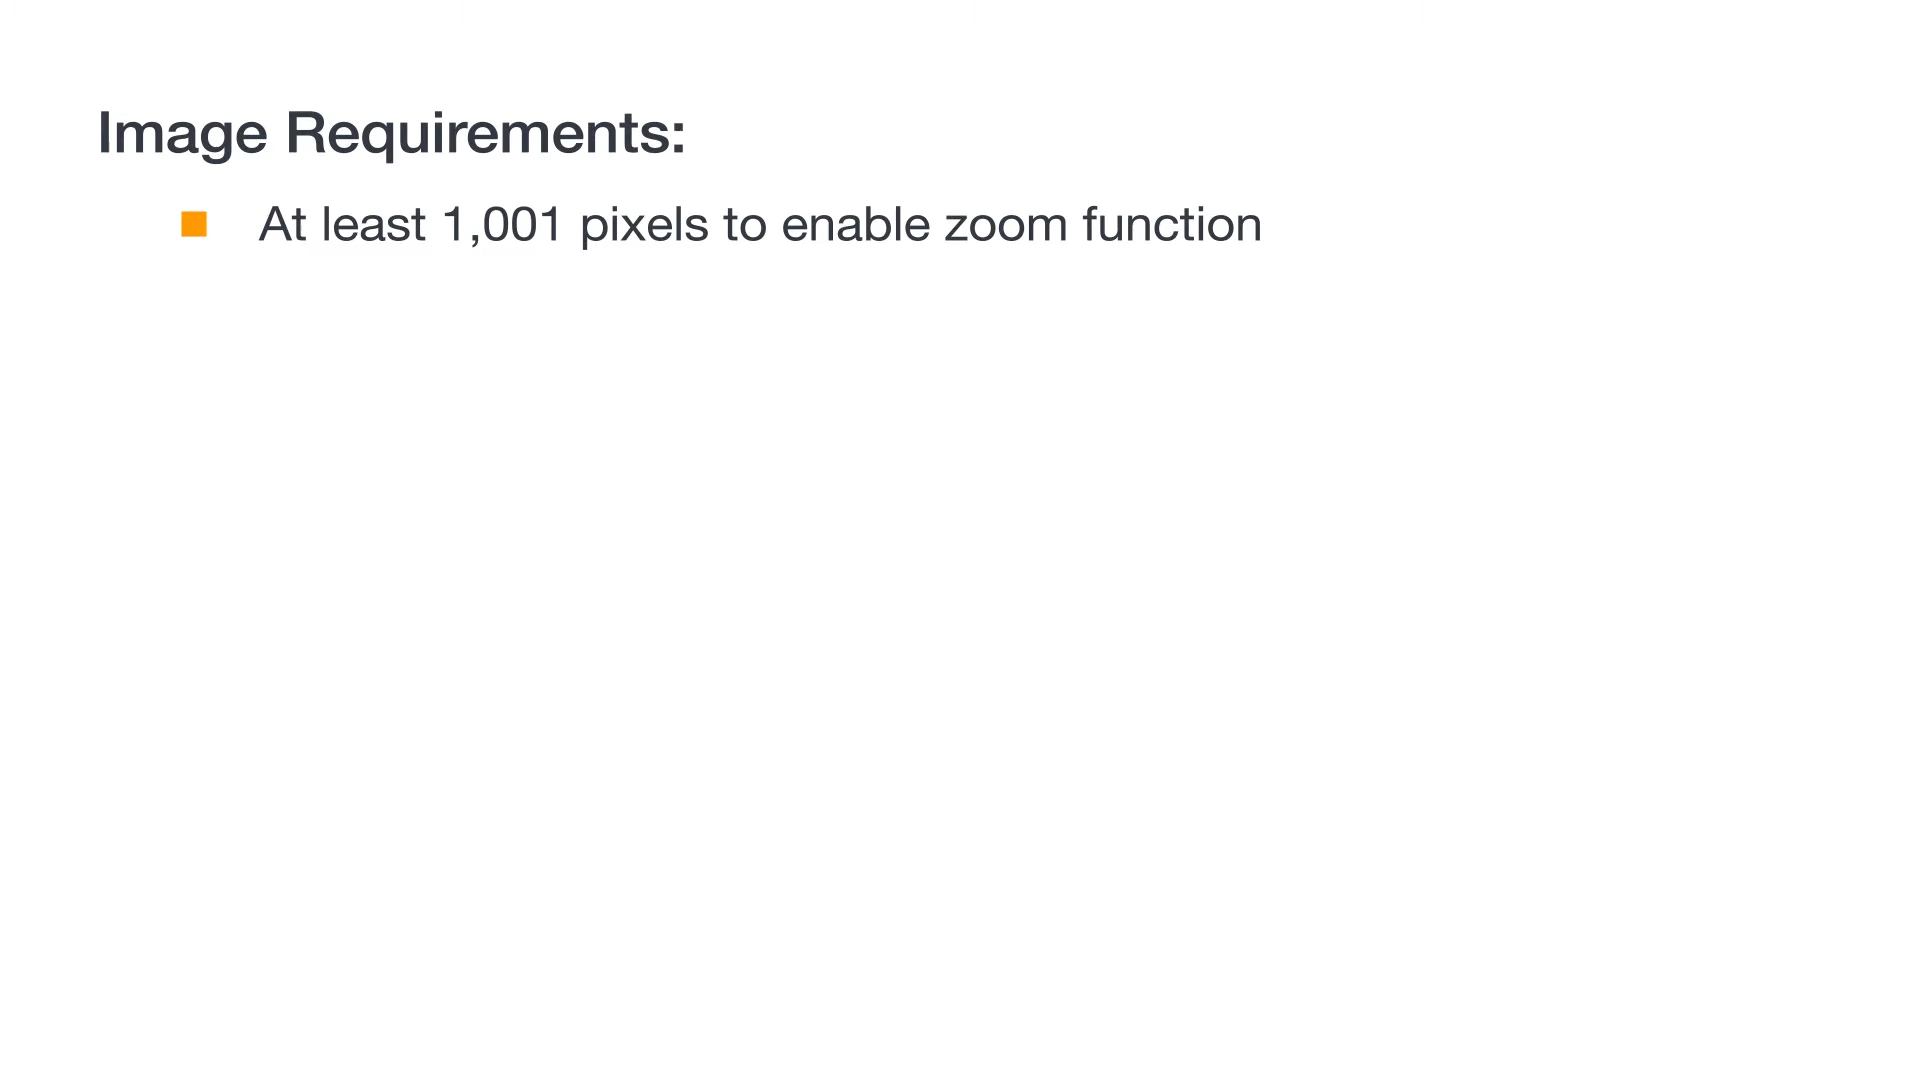 Image Requirements:
At least 1,001 pixels to enable zoom function